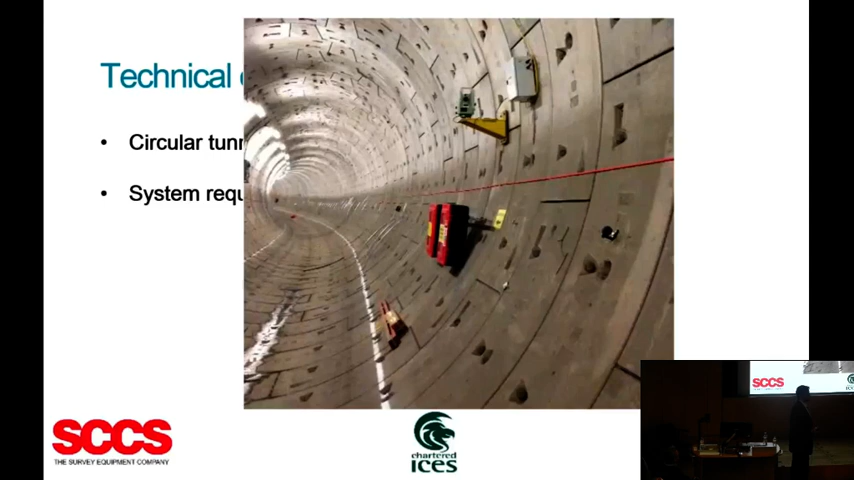 Technical
• Circular tunn
• System requ
SCCS
THE SURVEY EQUIPMENT COMPANY
chartered
ICES
SCCS